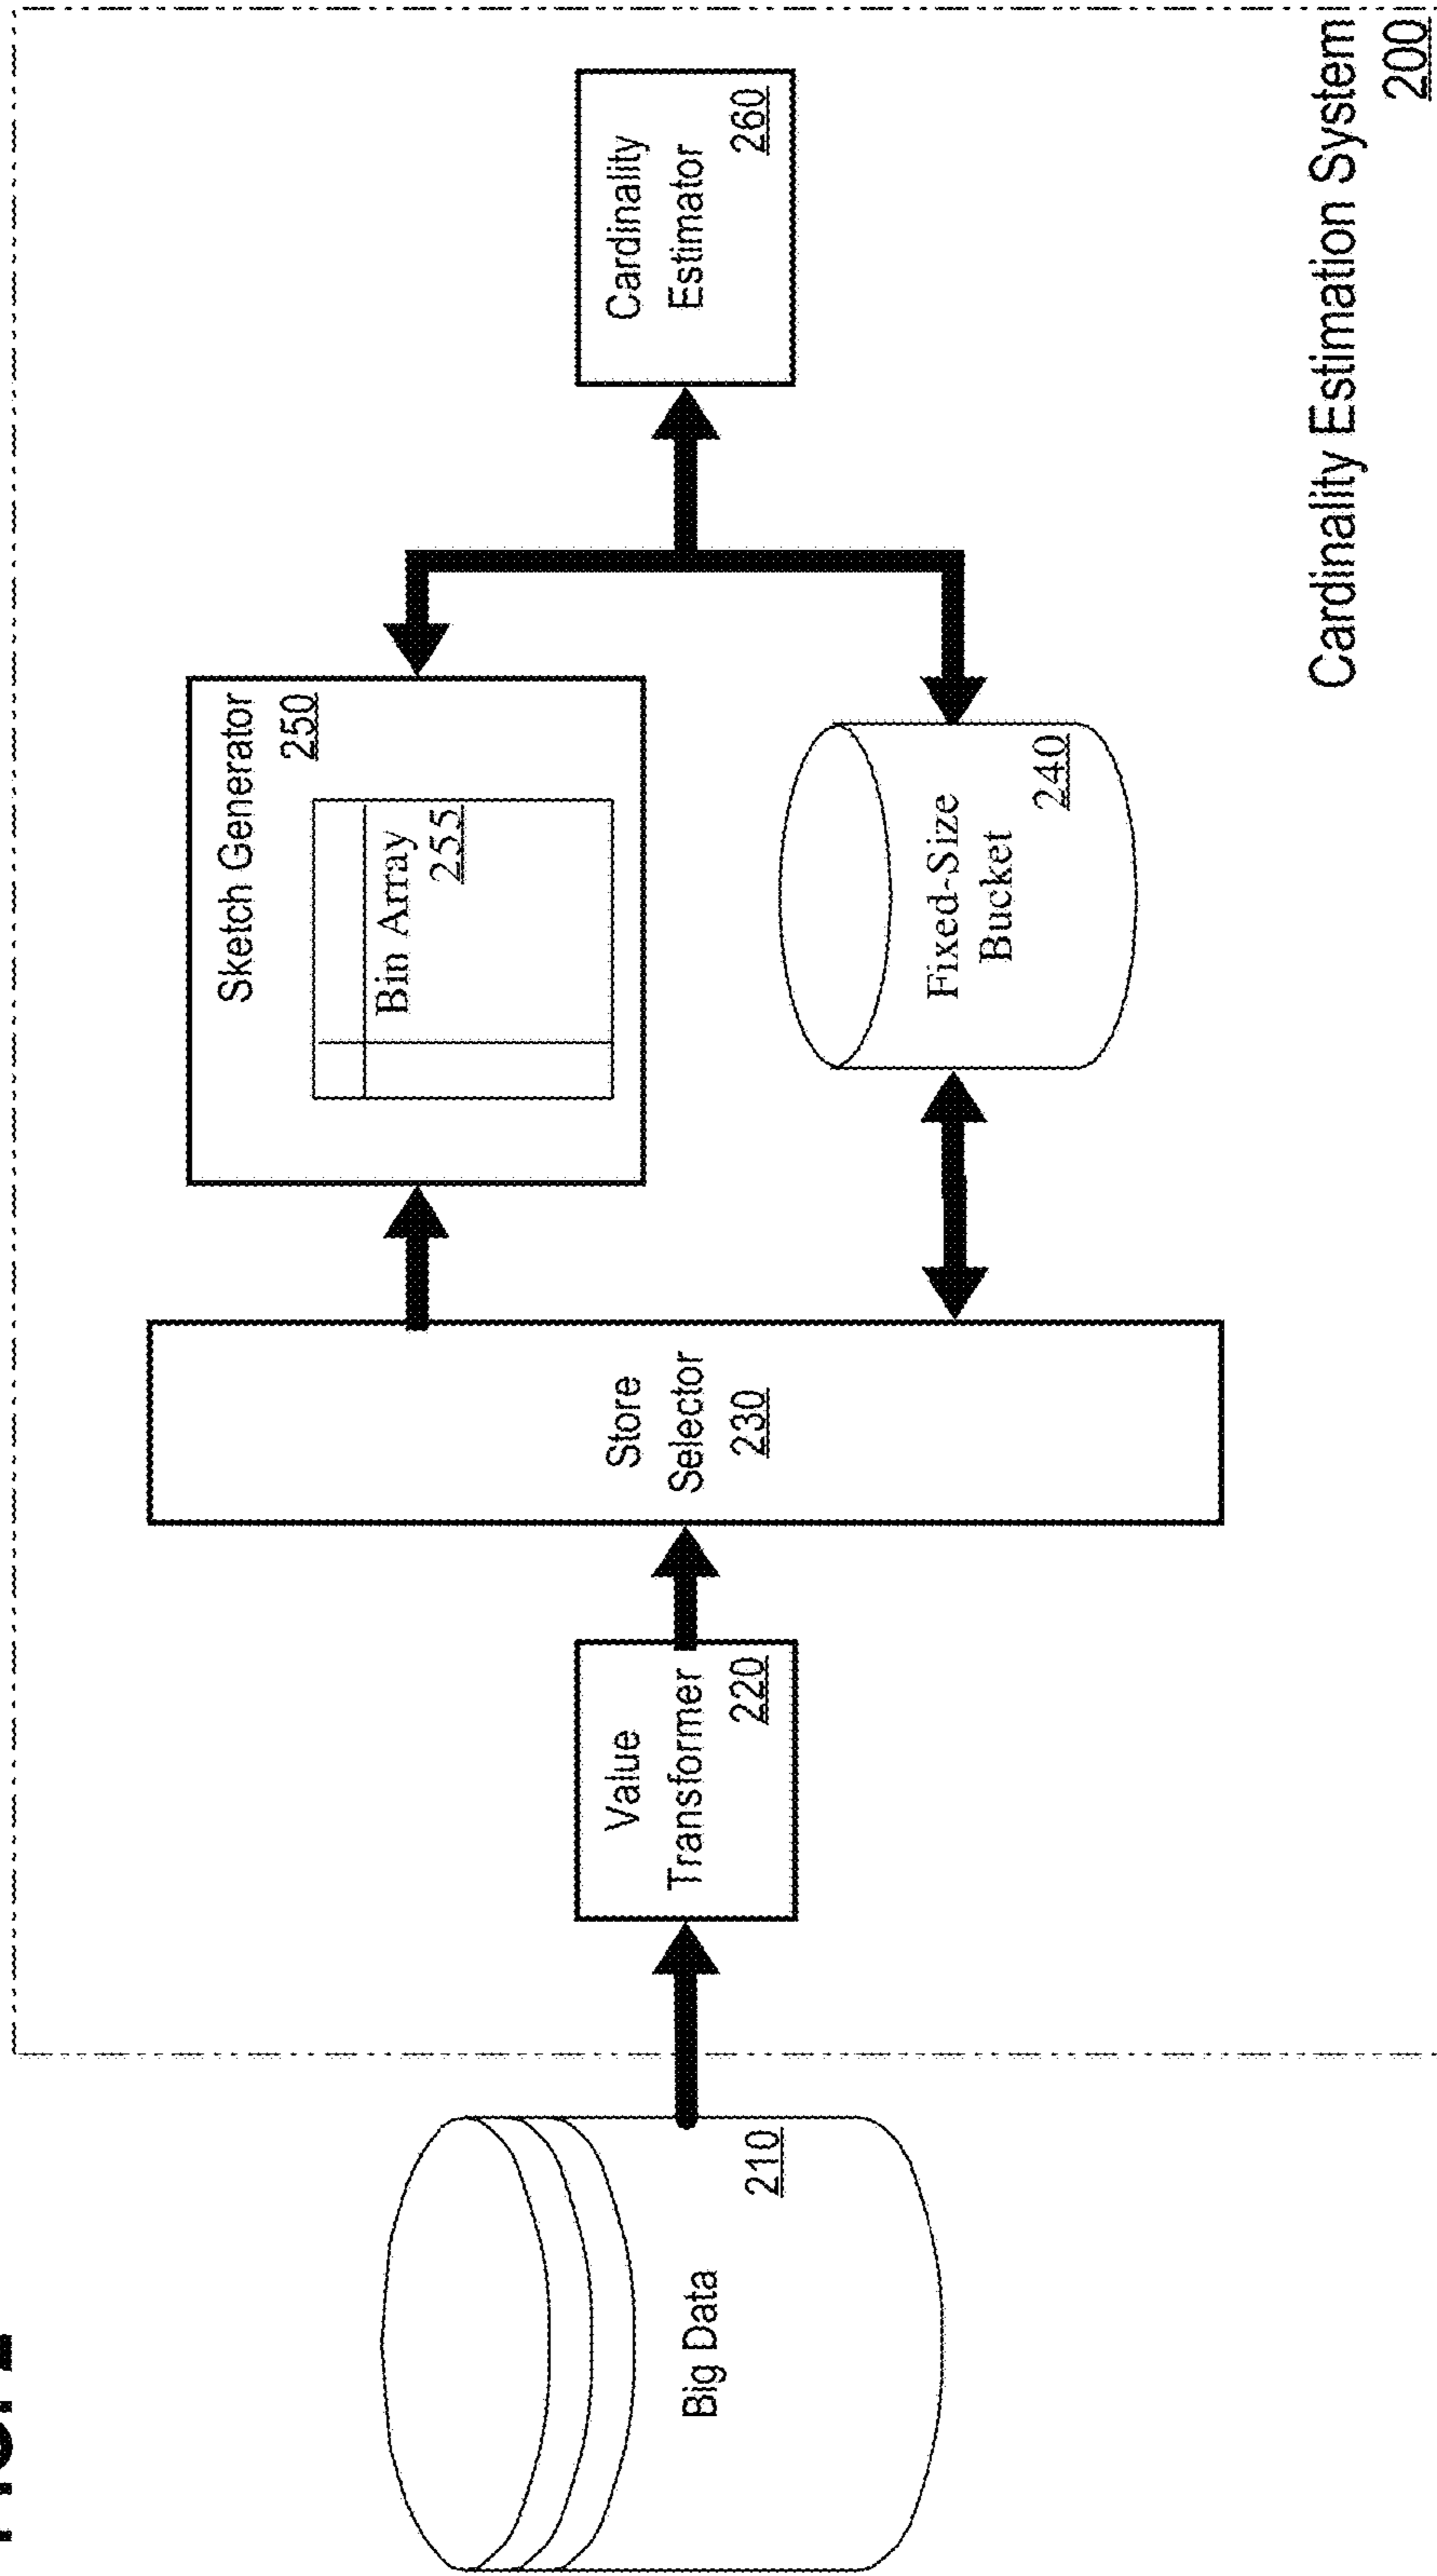 Big Data
210
Value
Transformer
220
Store
Selector
230
Sketch Generator
250
Bin Array
255
Fixed-Size
Bucket
240
Cardinality
Estimator
260
Cardinality Estimation System
200